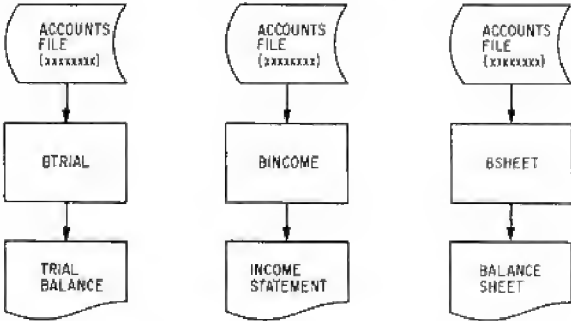 ACCOUNTS
FILE
(xxxxxxxx)
BTRIAL
TRIAL
BALANCE
ACCOUNTS
FILE
(xxxxxxxx)
BINCOME
INCOME
STATEMENT
ACCOUNTS
FILE
(xxxxxxxx)
BSHEET
BALANCE
SHEET